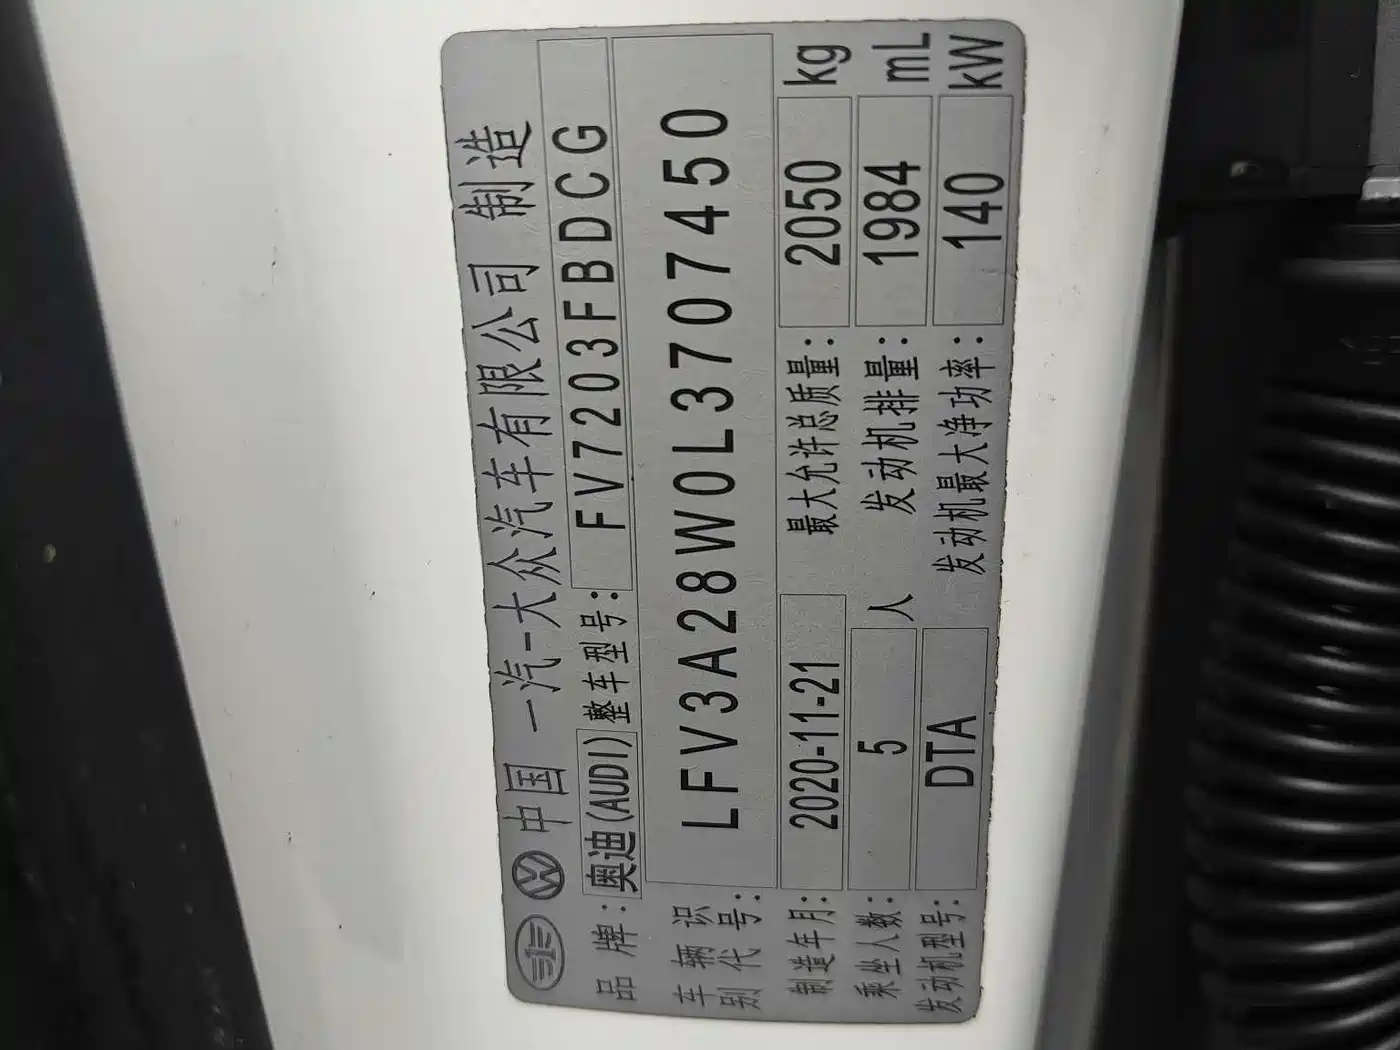 中国 一汽-大众汽车有限公司 制造
品牌: 奥迪(AUDI) 整车型号: FV7203FBDCG
车辆识别代号: LFV3A28W0L3707450
制造年月: 2020-11-21 最大允许总质量: 2050 kg
乘坐人数: 5 人 发动机排量: 1984 mL
发动机型号: DTA 发动机最大净功率: 140 kW